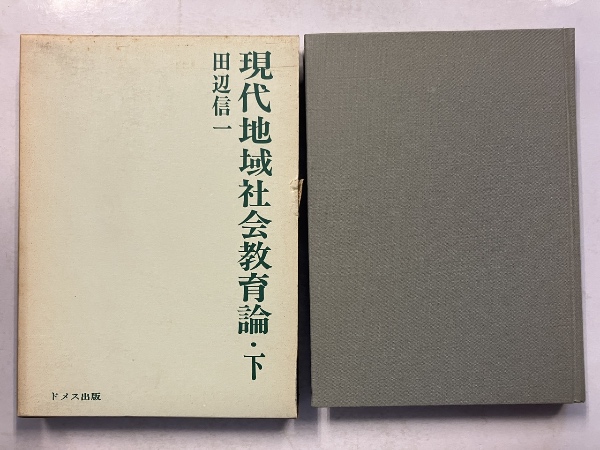 現代地域社会教育論・下
田辺信一
ドメス出版